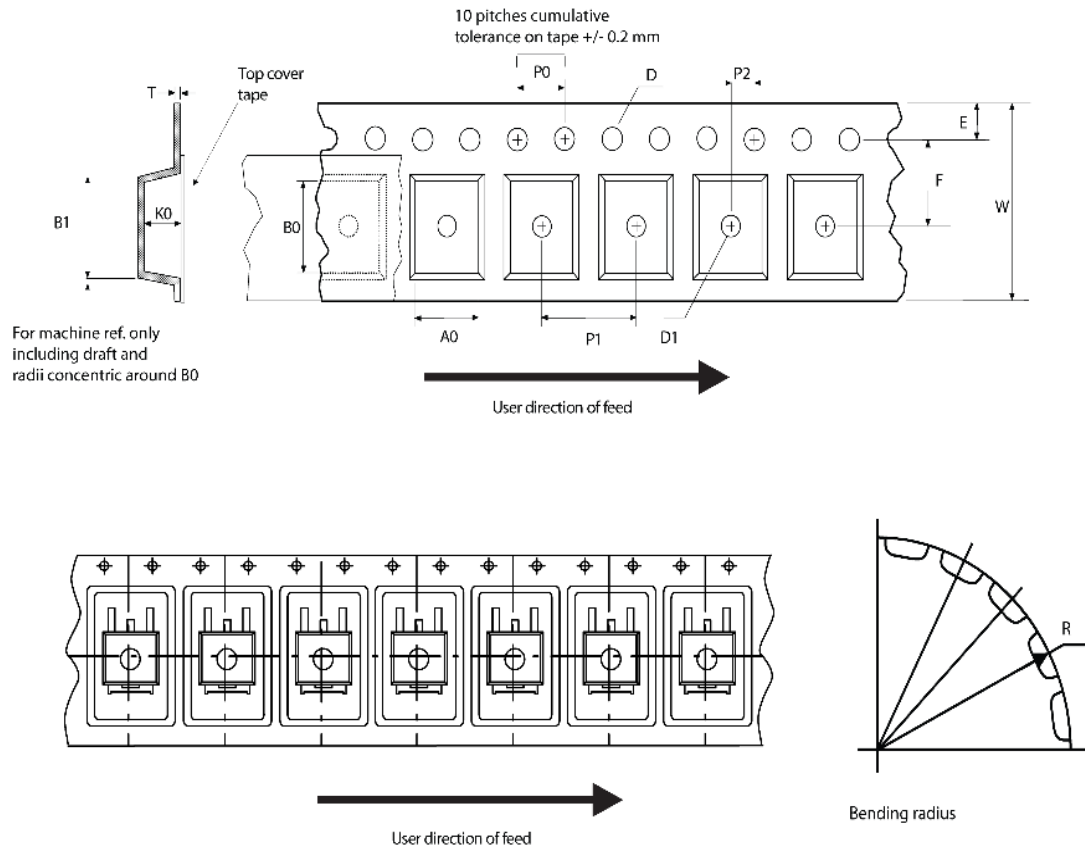 10 pitches cumulative
tolerance on tape +/- 0.2 mm
P0
D
P2
T
Top cover
tape
E
F
W
B1
K0
B0
For machine ref. only
including draft and
radii concentric around B0
A0
P1
D1
User direction of feed
R
Bending radius
User direction of feed